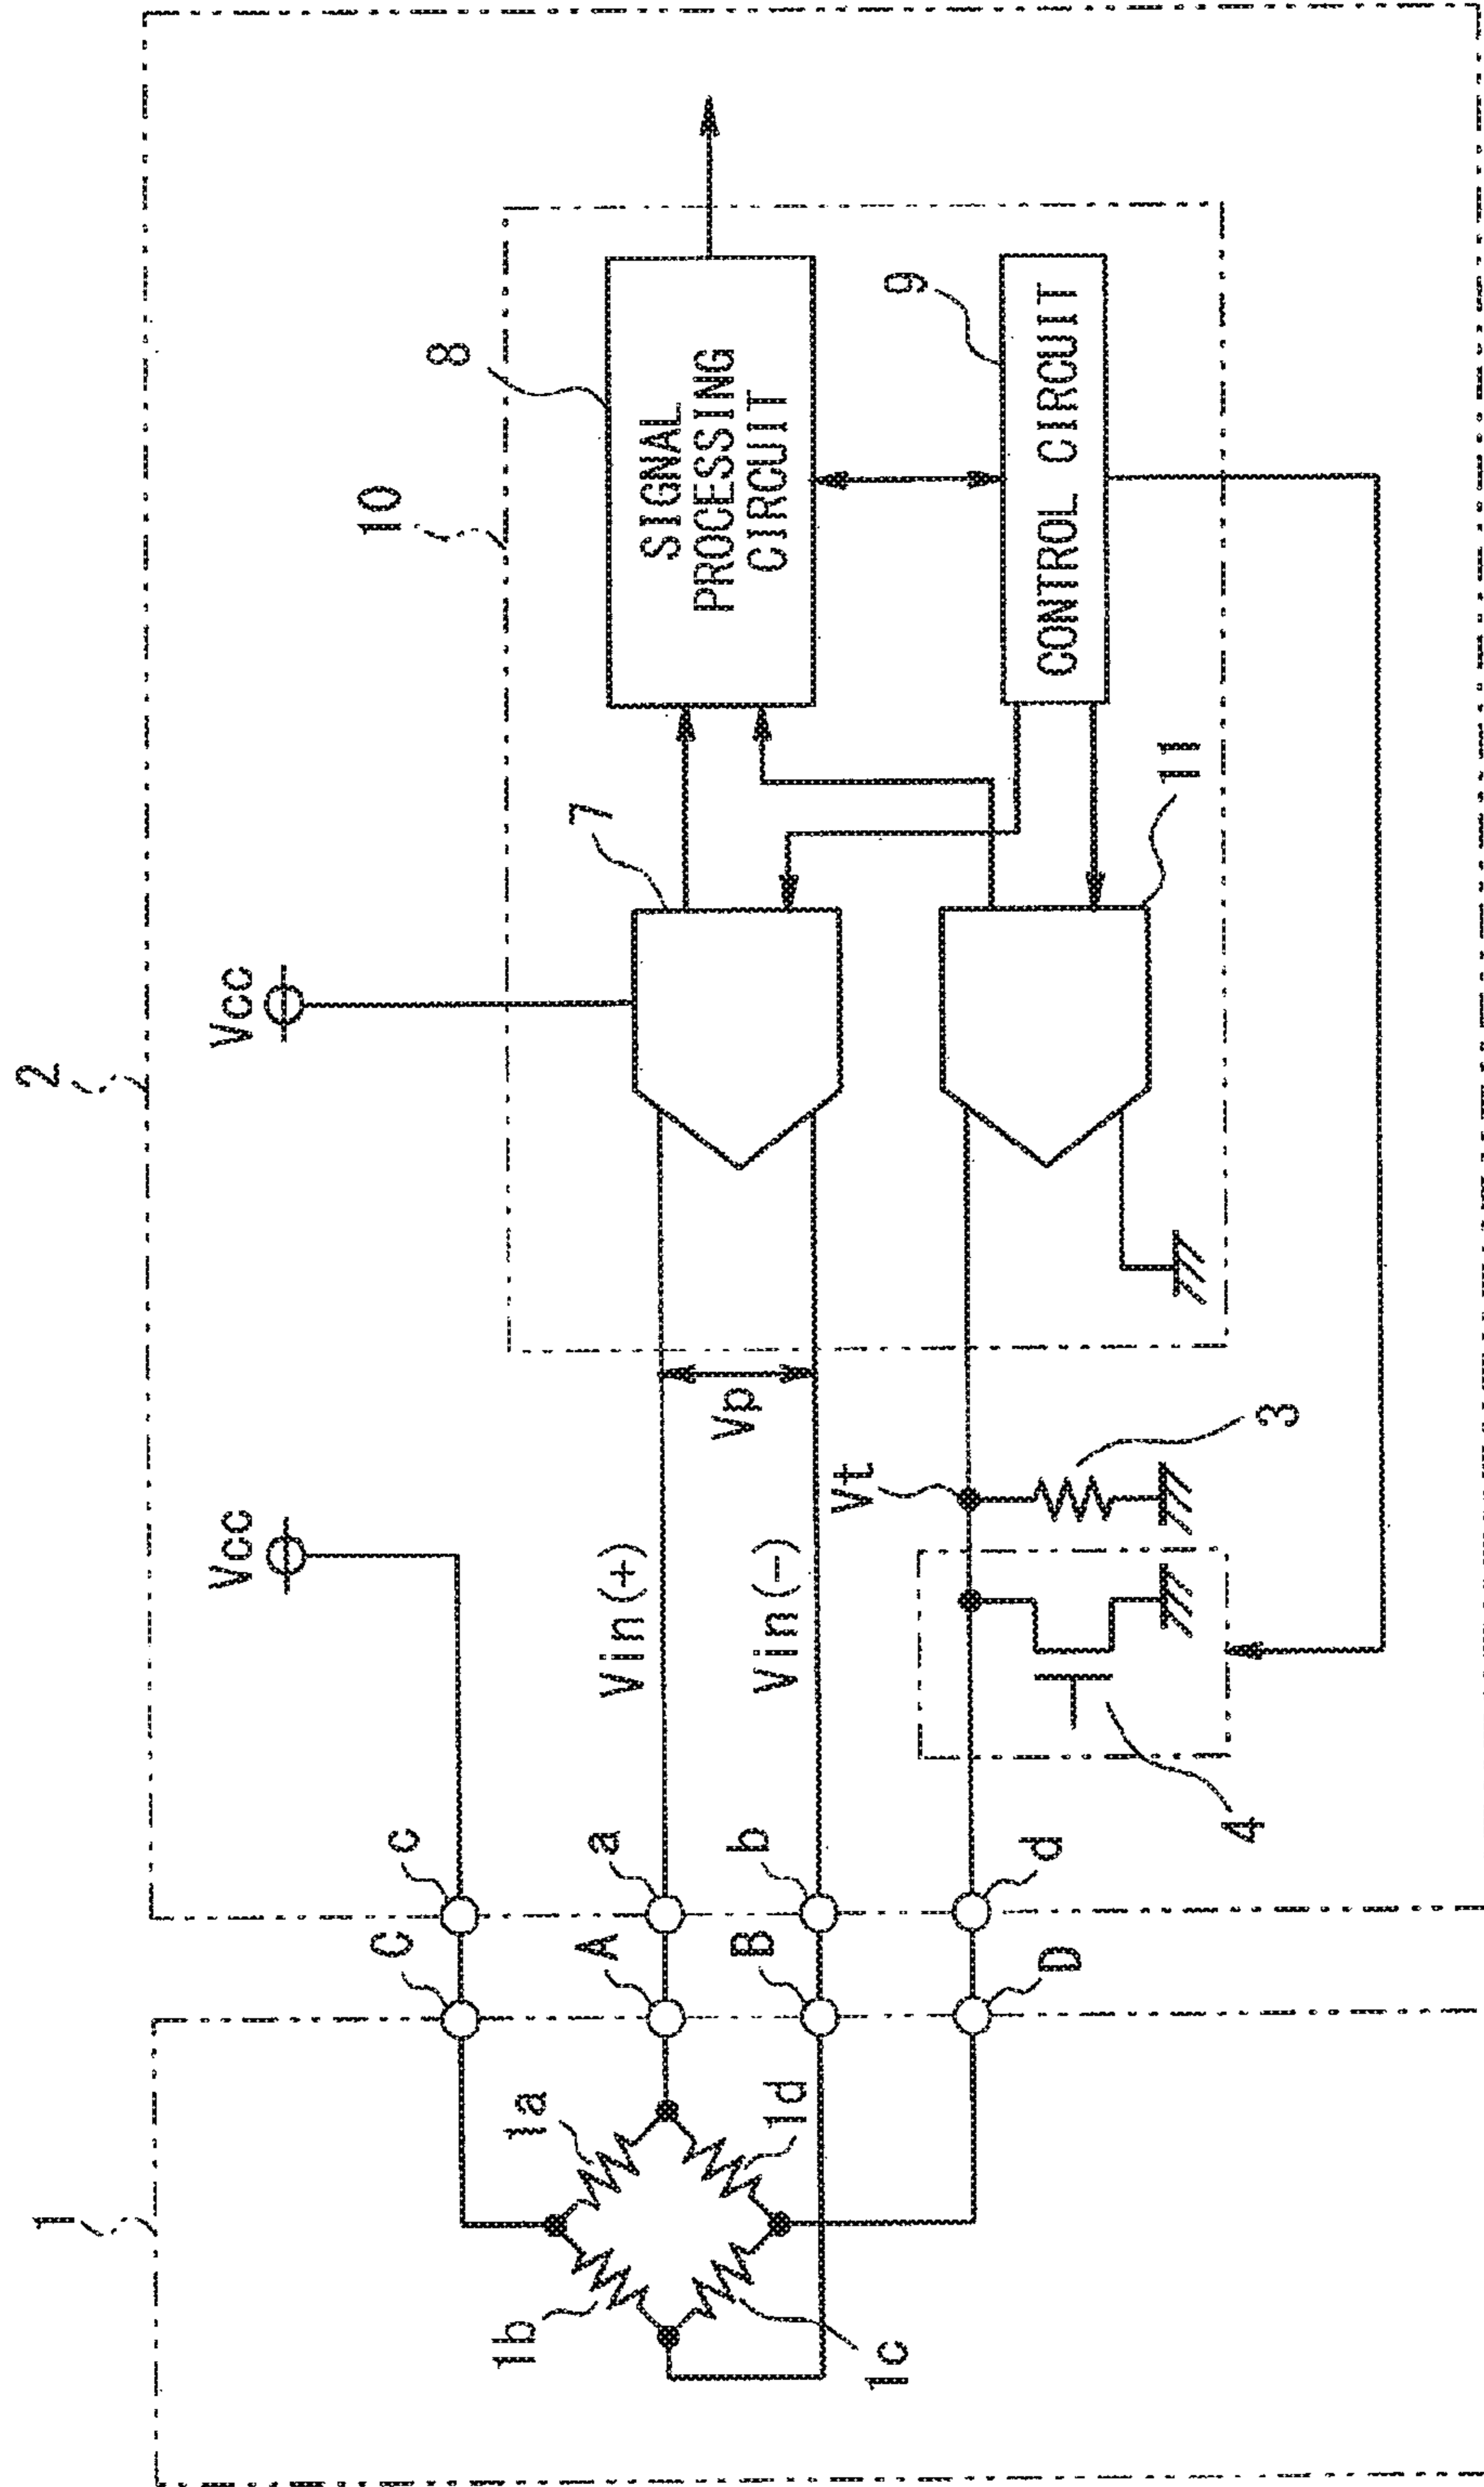 2
Vcc
Vcc
10
8
SIGNAL
PROCESSING
CIRCUIT
7
9
CONTROL CIRCUIT
11
Vin(+)
Vin(-)
Vp
Vt
3
4
c
a
b
d
C
A
B
D
1
1a
1b
1c
1d